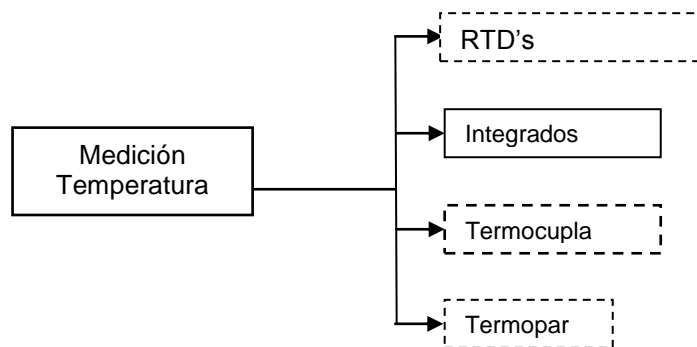 Medición
Temperatura
RTD’s
Integrados
Termocupla
Termopar